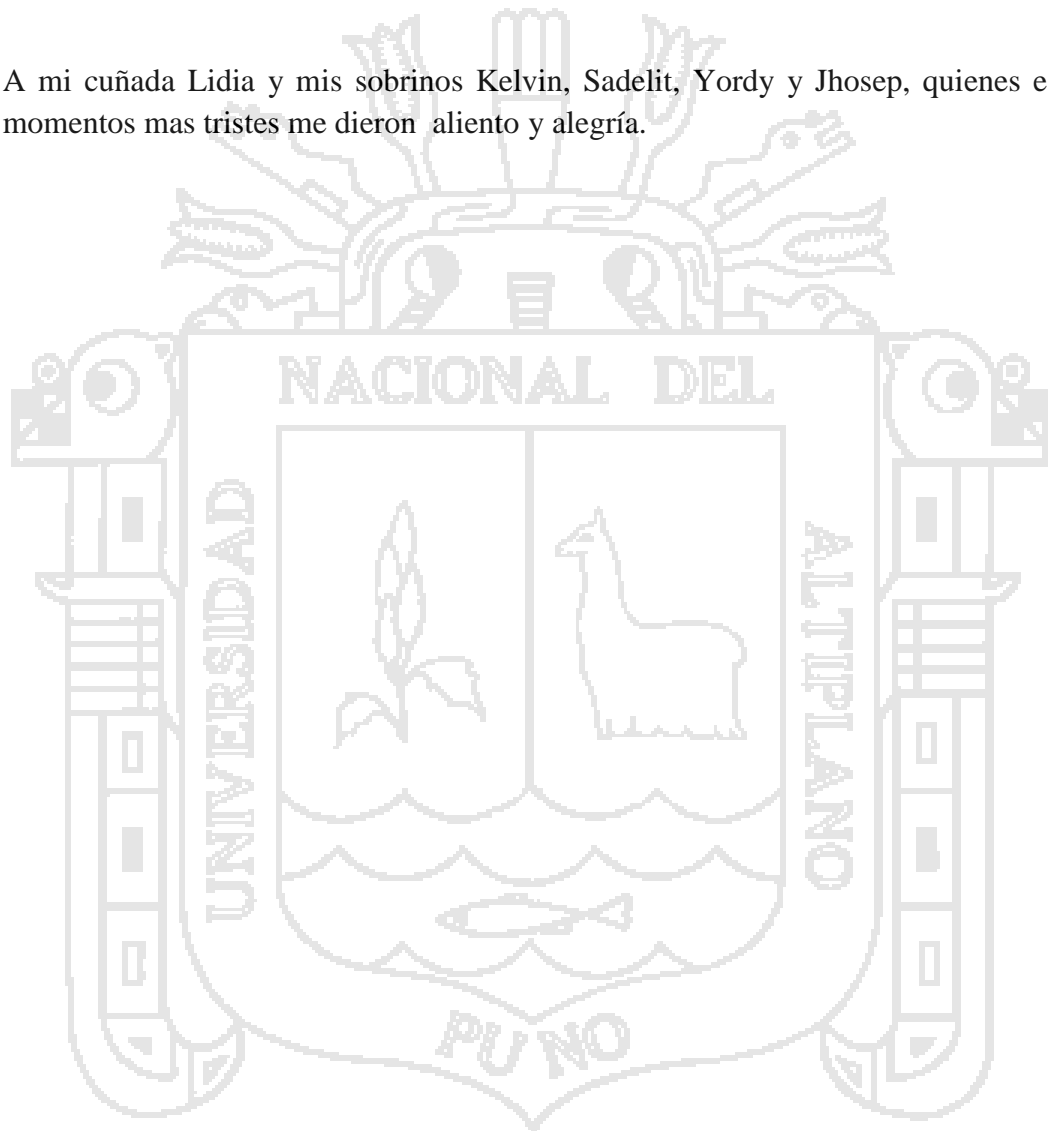 A mi cuñada Lidia y mis sobrinos Kelvin, Sadelit, Yordy y Jhosep, quienes e
momentos mas tristes me dieron aliento y alegría.
NACIONAL DEL
UNIVERSIDAD
ALTIPLANO
PUNO